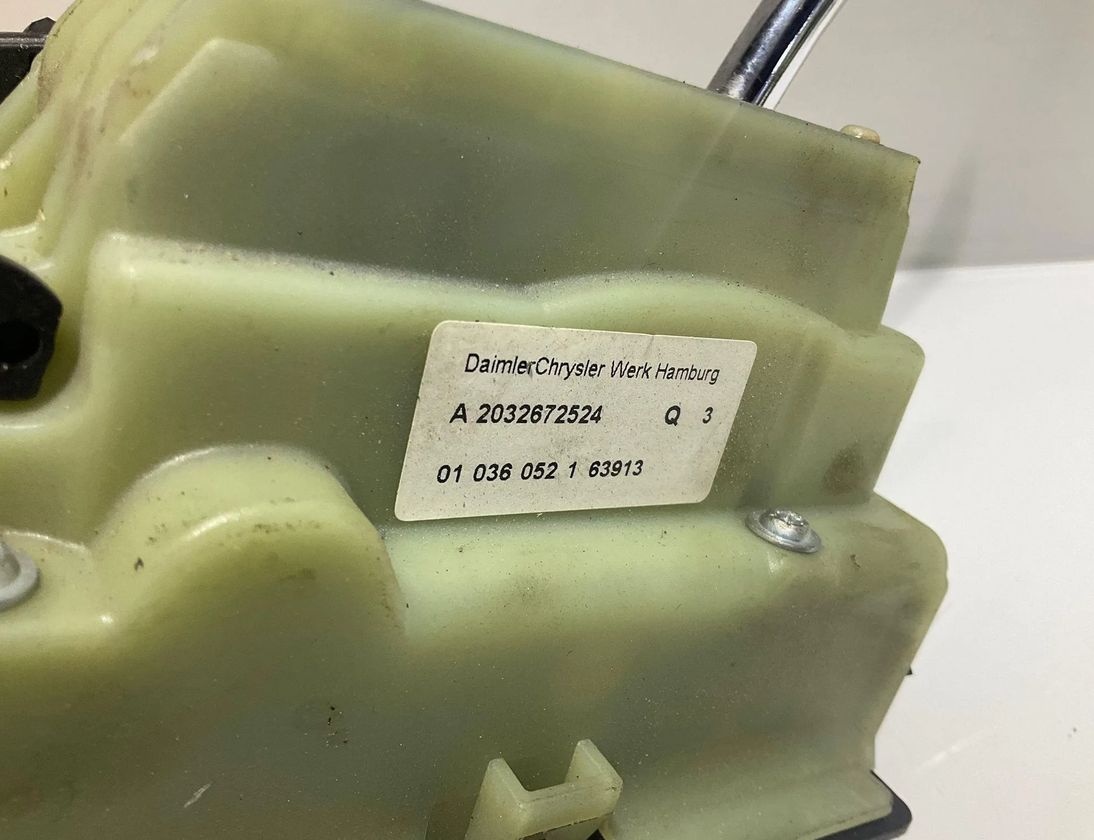 DaimlerChrysler Werk Hamburg
A 2032672524 Q 3
01 036 052 1 63913